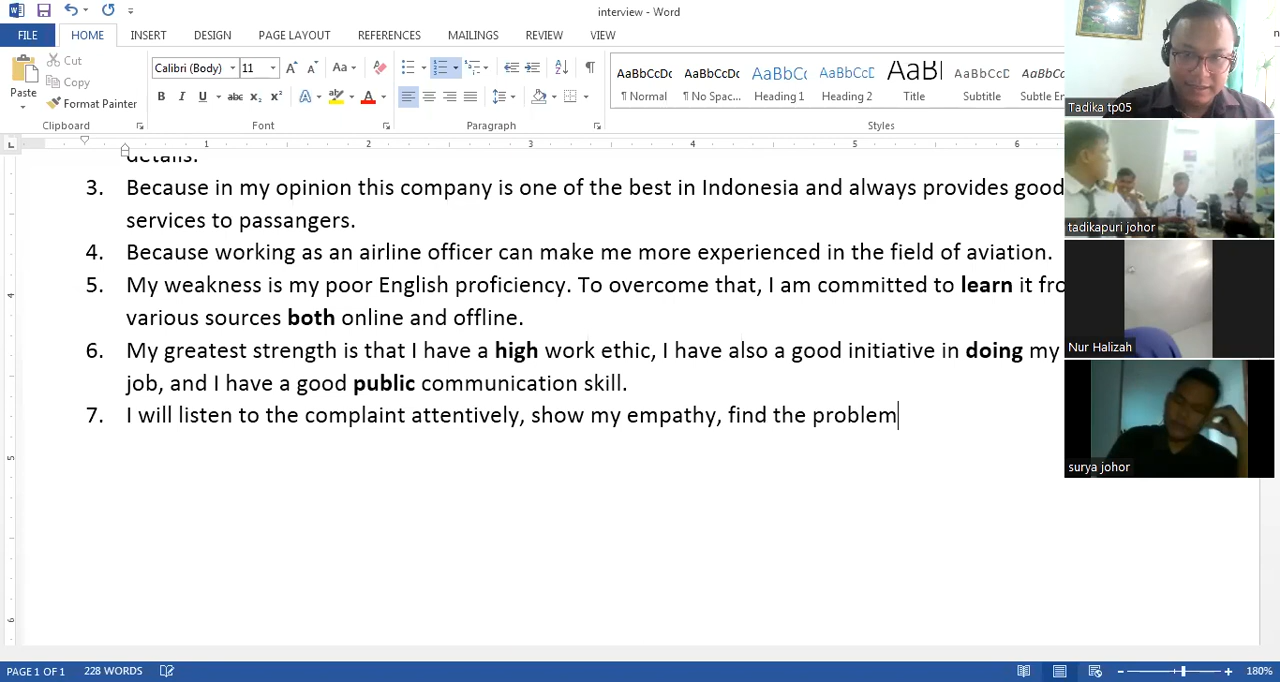 interview - Word
FILE HOME INSERT DESIGN PAGE LAYOUT REFERENCES MAILINGS REVIEW VIEW
Cut
Copy
Format Painter
Paste
Calibri (Body) 11
AaBbCcDc AaBbCcDc AaBbCc AaBbCcD AaBl AaBbCcD
¶ Normal ¶ No Spac... Heading 1 Heading 2 Title Subtitle Subtle En
Clipboard Font Paragraph Styles
1 2 3 4 5 6
details.
3. Because in my opinion this company is one of the best in Indonesia and always provides good
services to passangers.
4. Because working as an airline officer can make me more experienced in the field of aviation.
5. My weakness is my poor English proficiency. To overcome that, I am committed to learn it fro
various sources both online and offline.
6. My greatest strength is that I have a high work ethic, I have also a good initiative in doing my
job, and I have a good public communication skill.
7. I will listen to the complaint attentively, show my empathy, find the problem
Tadika tp05
tadikapuri johor
Nur Halizah
surya johor
PAGE 1 OF 1 228 WORDS 180%